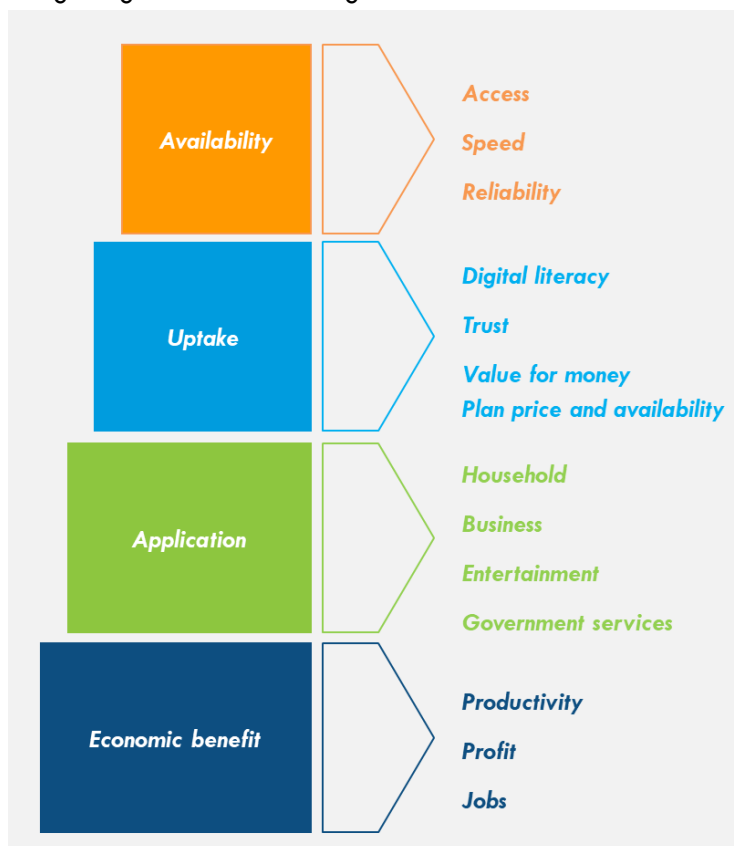 Availability
Access
Speed
Reliability
Uptake
Digital literacy
Trust
Value for money
Plan price and availability
Application
Household
Business
Entertainment
Government services
Economic benefit
Productivity
Profit
Jobs